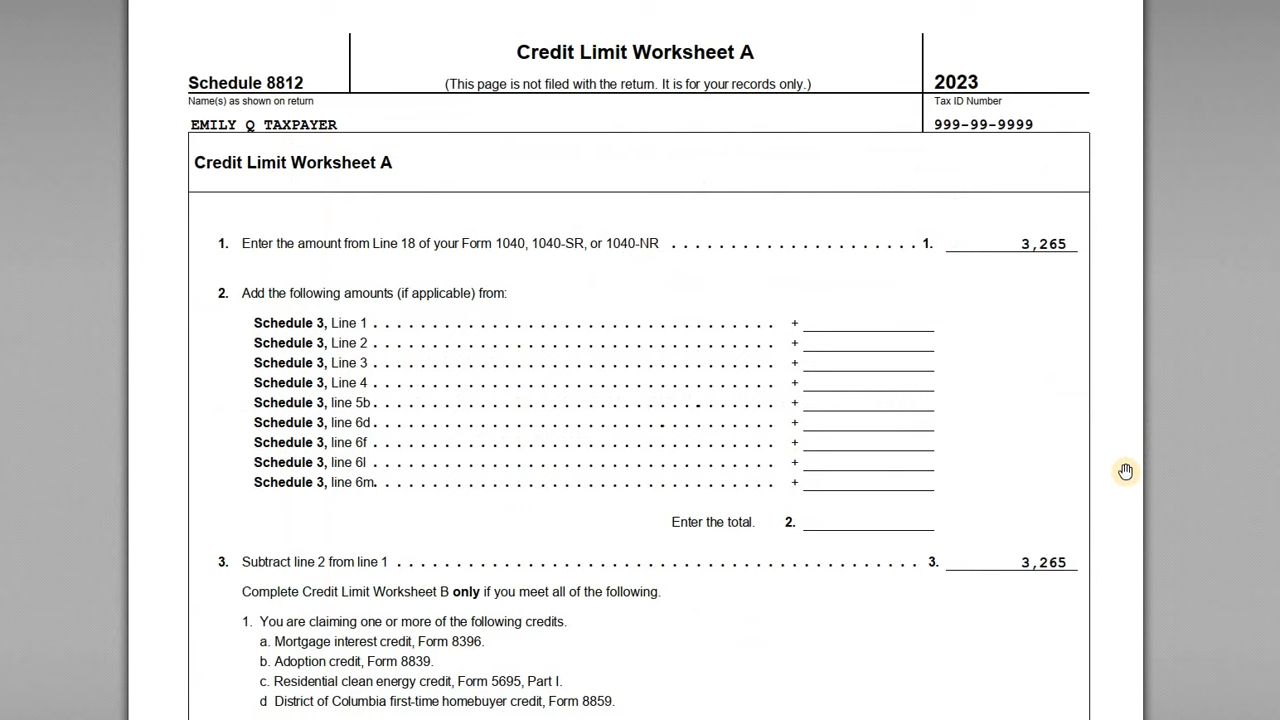 Credit Limit Worksheet A
Schedule 8812 (This page is not filed with the return. It is for your records only.) 2023
Name(s) as shown on return Tax ID Number
EMILY Q TAXPAYER 999-99-9999
Credit Limit Worksheet A
1. Enter the amount from Line 18 of your Form 1040, 1040-SR, or 1040-NR . . . . . . . . . . . . . . . . . . . . . 1. 3,265
2. Add the following amounts (if applicable) from:
Schedule 3, Line 1 . . . . . . . . . . . . . . . . . . . . . . . . . . . . . . . . . . +
Schedule 3, Line 2 . . . . . . . . . . . . . . . . . . . . . . . . . . . . . . . . . . +
Schedule 3, Line 3 . . . . . . . . . . . . . . . . . . . . . . . . . . . . . . . . . . +
Schedule 3, Line 4 . . . . . . . . . . . . . . . . . . . . . . . . . . . . . . . . . . +
Schedule 3, line 5b . . . . . . . . . . . . . . . . . . . . . . . . . . . . . . . . . . +
Schedule 3, line 6d . . . . . . . . . . . . . . . . . . . . . . . . . . . . . . . . . . +
Schedule 3, line 6f . . . . . . . . . . . . . . . . . . . . . . . . . . . . . . . . . . +
Schedule 3, line 6l . . . . . . . . . . . . . . . . . . . . . . . . . . . . . . . . . . +
Schedule 3, line 6m . . . . . . . . . . . . . . . . . . . . . . . . . . . . . . . . . . +
Enter the total. 2.
3. Subtract line 2 from line 1 . . . . . . . . . . . . . . . . . . . . . . . . . . . . . . . . . . . . . . . . . . . . 3. 3,265
Complete Credit Limit Worksheet B only if you meet all of the following.
1. You are claiming one or more of the following credits.
a. Mortgage interest credit, Form 8396.
b. Adoption credit, Form 8839.
c. Residential clean energy credit, Form 5695, Part I.
d District of Columbia first-time homebuyer credit, Form 8859.